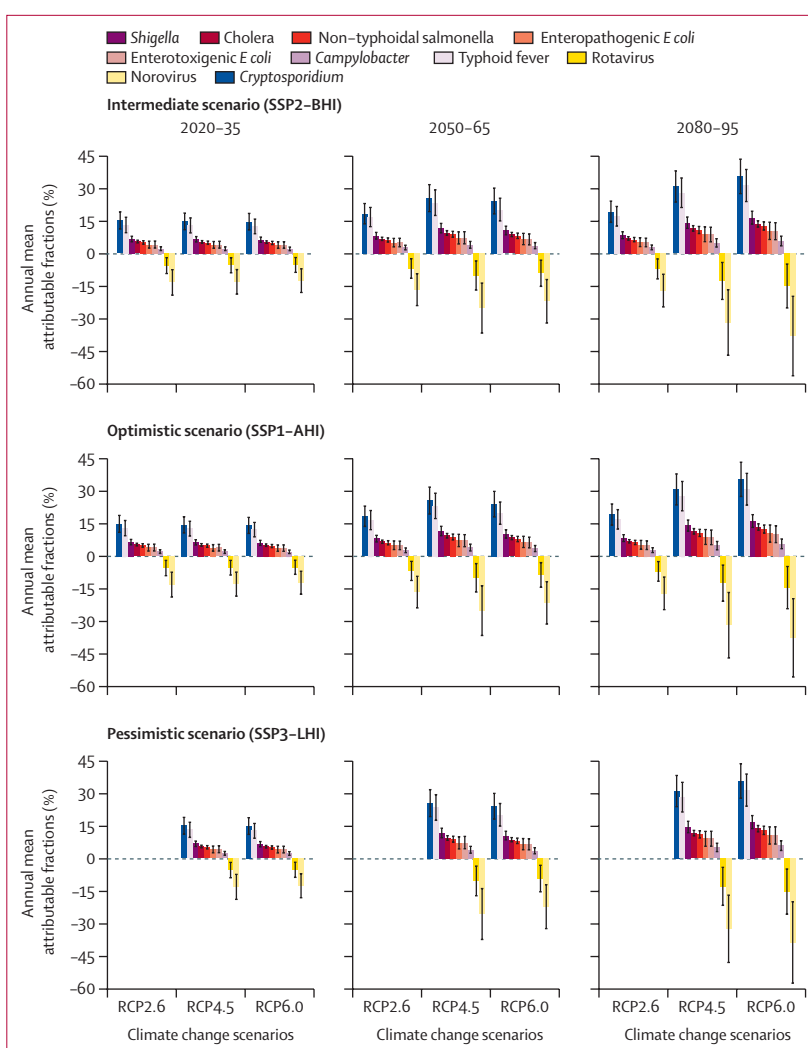 Shigella Cholera Non-typhoidal salmonella Enteropathogenic E coli
Enterotoxigenic E coli Campylobacter Typhoid fever Rotavirus
Norovirus Cryptosporidium
Intermediate scenario (SSP2–BHI)
2020–35 2050–65 2080–95
45
30
15
0
–15
–30
–45
–60
Annual mean
attributable fractions (%)
Optimistic scenario (SSP1–AHI)
45
30
15
0
–15
–30
–45
–60
Annual mean
attributable fractions (%)
Pessimistic scenario (SSP3–LHI)
45
30
15
0
–15
–30
–45
–60
Annual mean
attributable fractions (%)
RCP2.6 RCP4.5 RCP6.0 RCP2.6 RCP4.5 RCP6.0 RCP2.6 RCP4.5 RCP6.0
Climate change scenarios Climate change scenarios Climate change scenarios